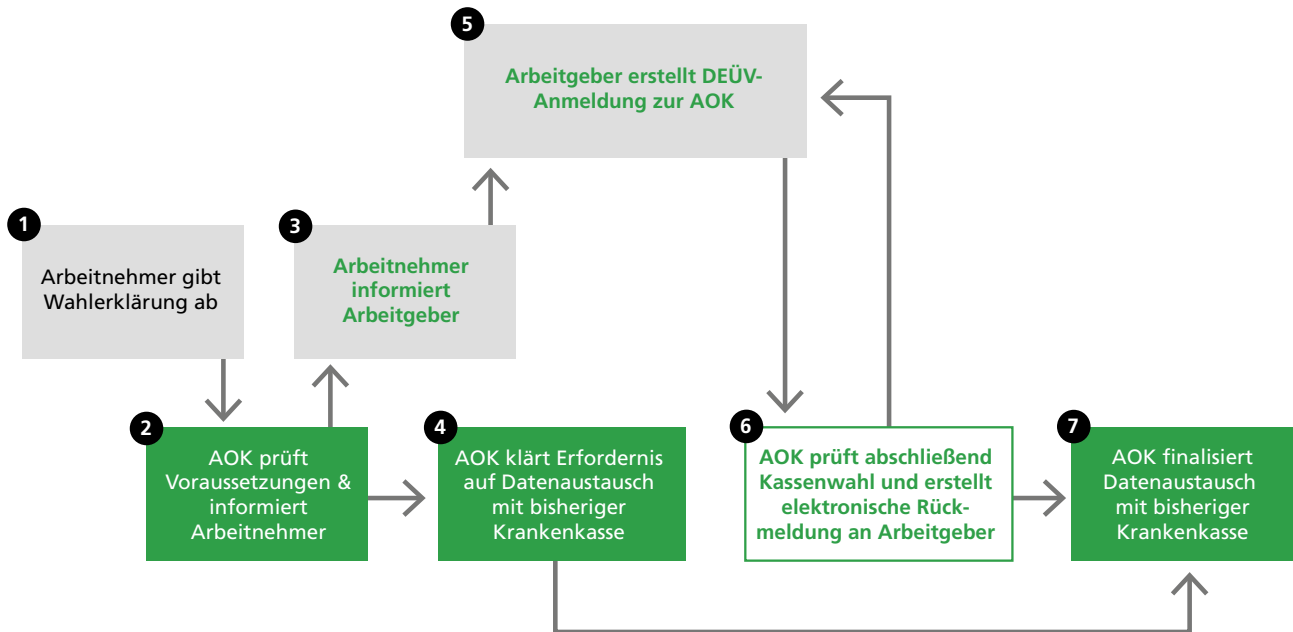 1
Arbeitnehmer gibt
Wahlerklärung ab
2
AOK prüft
Voraussetzungen &
informiert
Arbeitnehmer
3
Arbeitnehmer
informiert
Arbeitgeber
4
AOK klärt Erfordernis
auf Datenaustausch
mit bisheriger
Krankenkasse
5
Arbeitgeber erstellt DEÜV-
Anmeldung zur AOK
6
AOK prüft abschließend
Kassenwahl und erstellt
elektronische Rück-
meldung an Arbeitgeber
7
AOK finalisiert
Datenaustausch
mit bisheriger
Krankenkasse